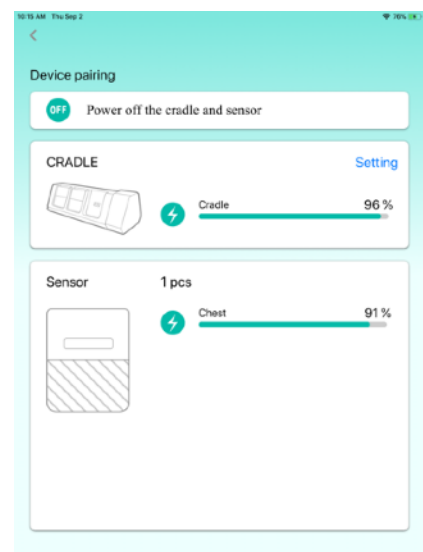 10:15 AM Thu Sep 2 76%
Device pairing
OFF Power off the cradle and sensor
CRADLE Setting
Cradle 96 %
Sensor 1 pcs
Chest 91 %